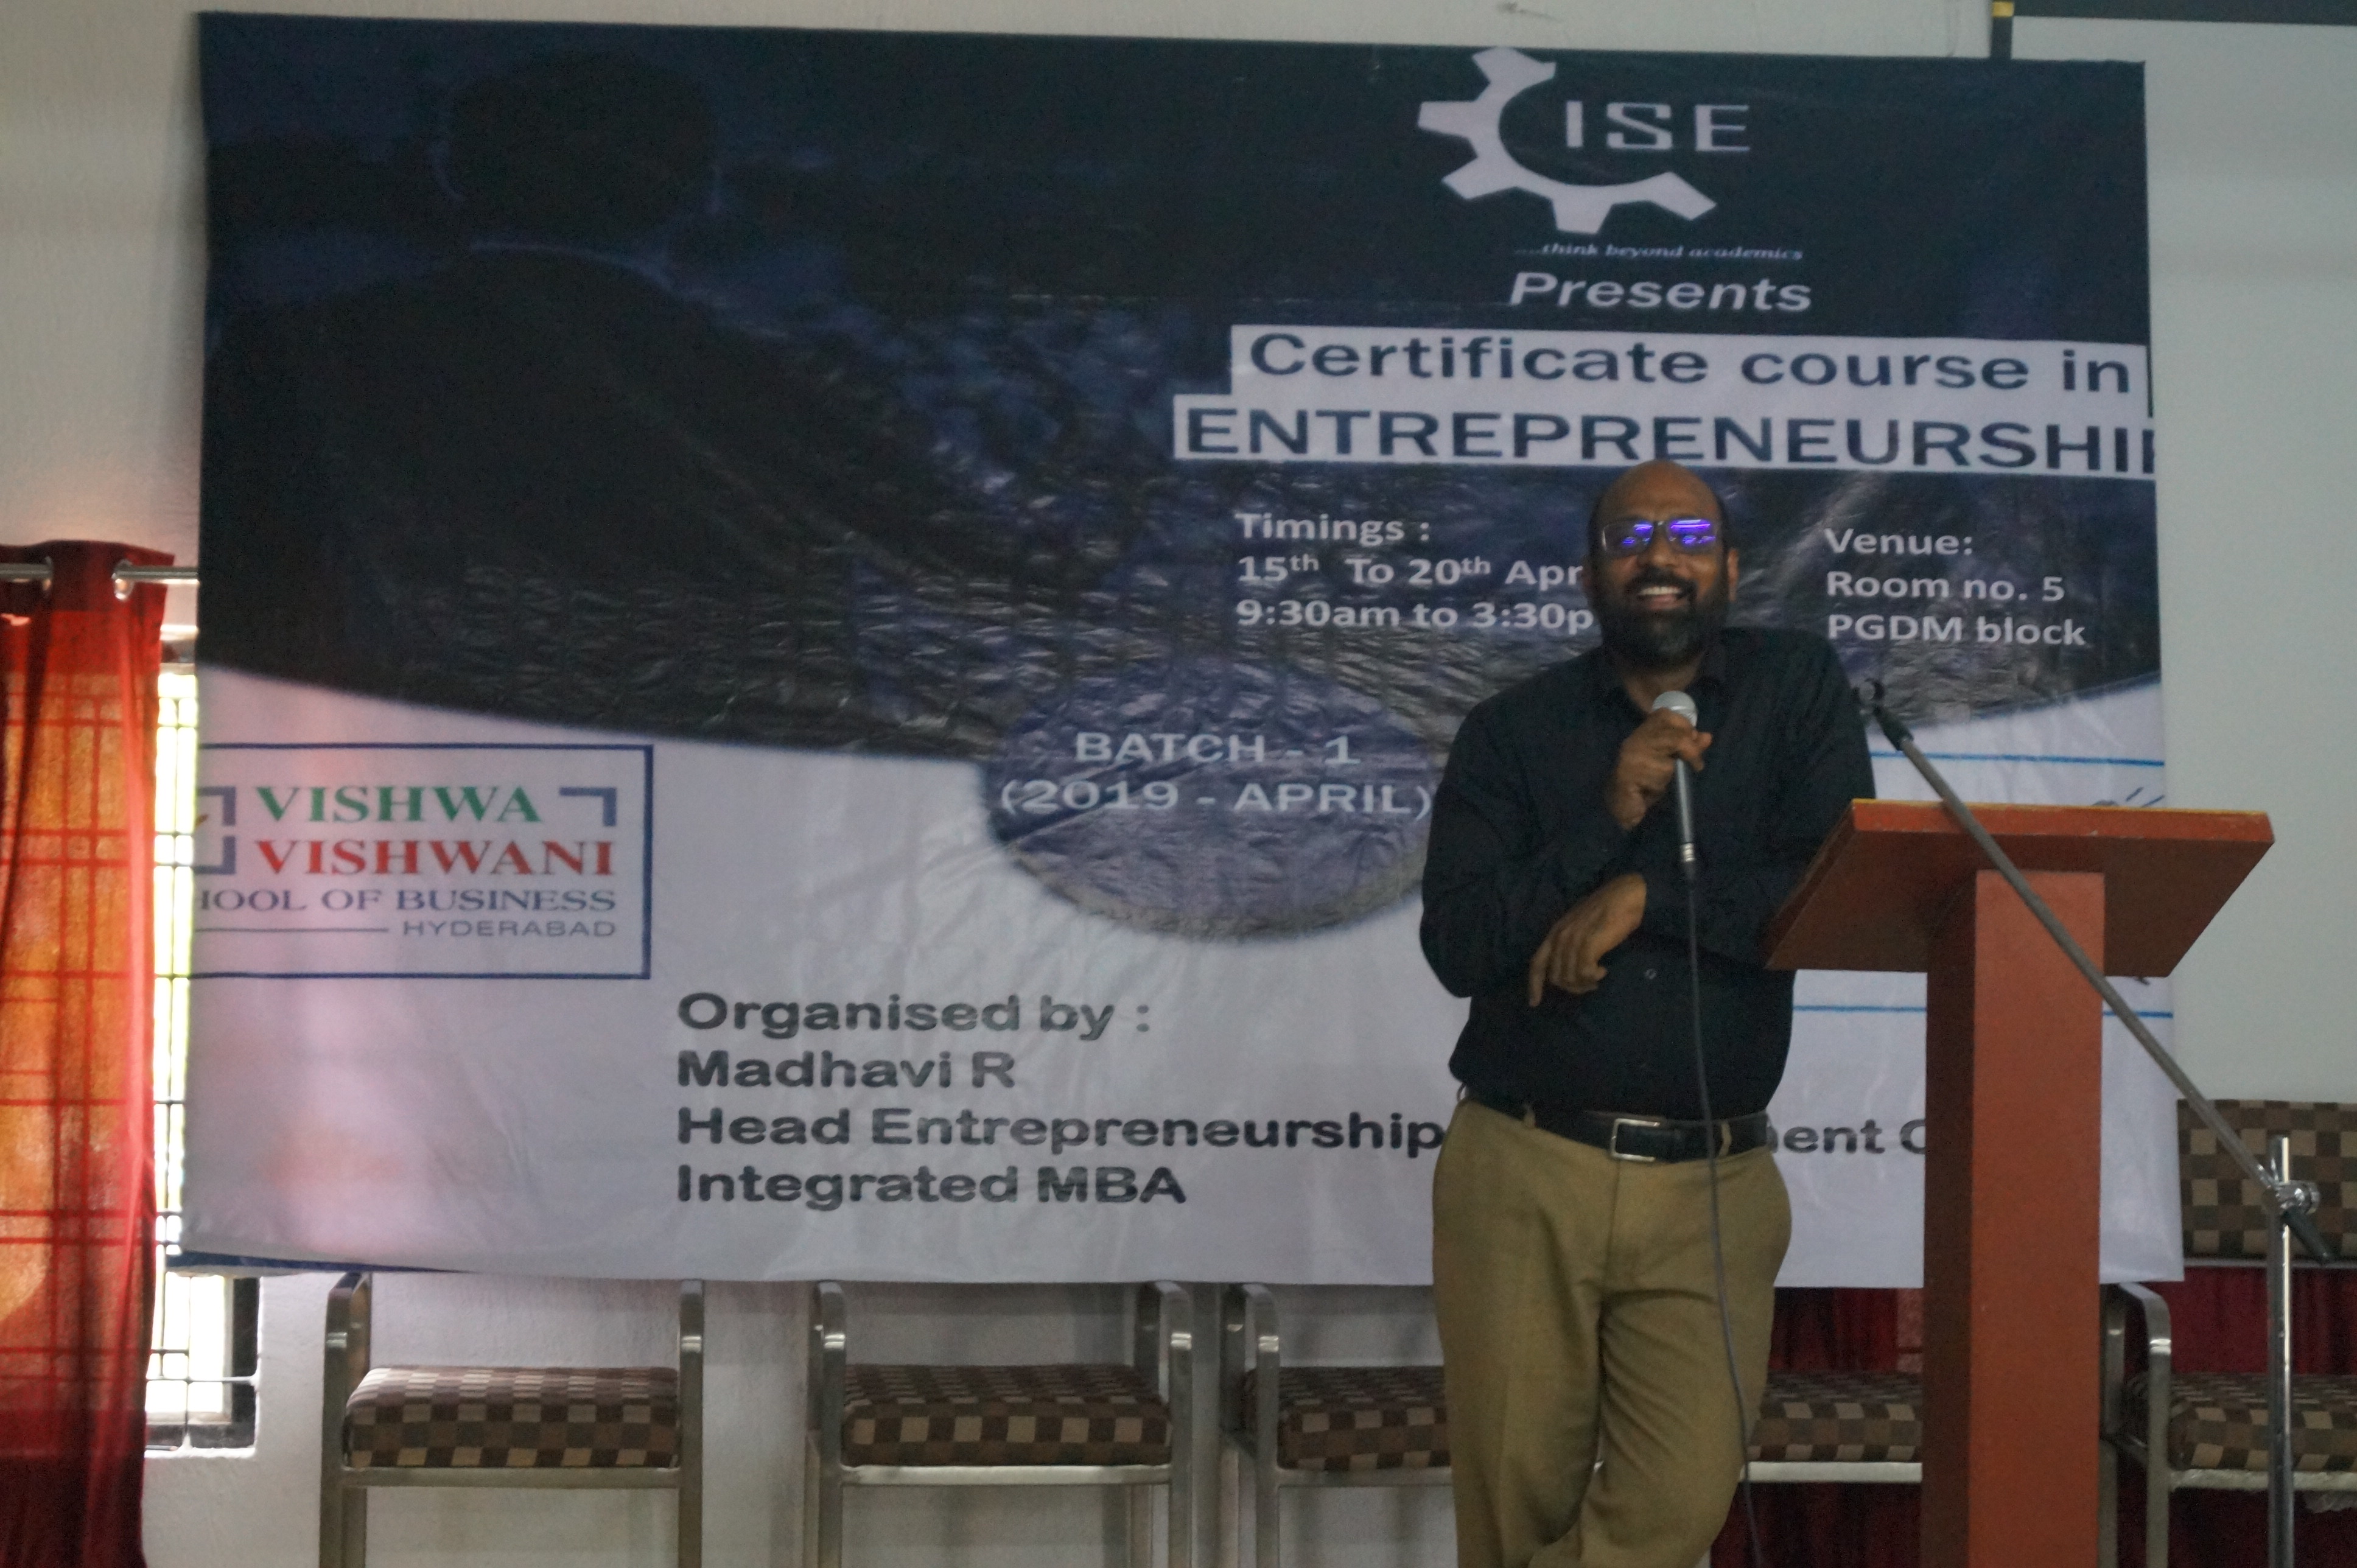 ISE
....think beyond academics
Presents
Certificate course in
ENTREPRENEURSHI
Timings :
15th To 20th Apr
9:30am to 3:30p
Venue:
Room no. 5
PGDM block
BATCH - 1
(2019 - APRIL)
VISHWA
VISHWANI
HOOL OF BUSINESS
HYDERABAD
Organised by :
Madhavi R
Head Entrepreneurship ent C
Integrated MBA